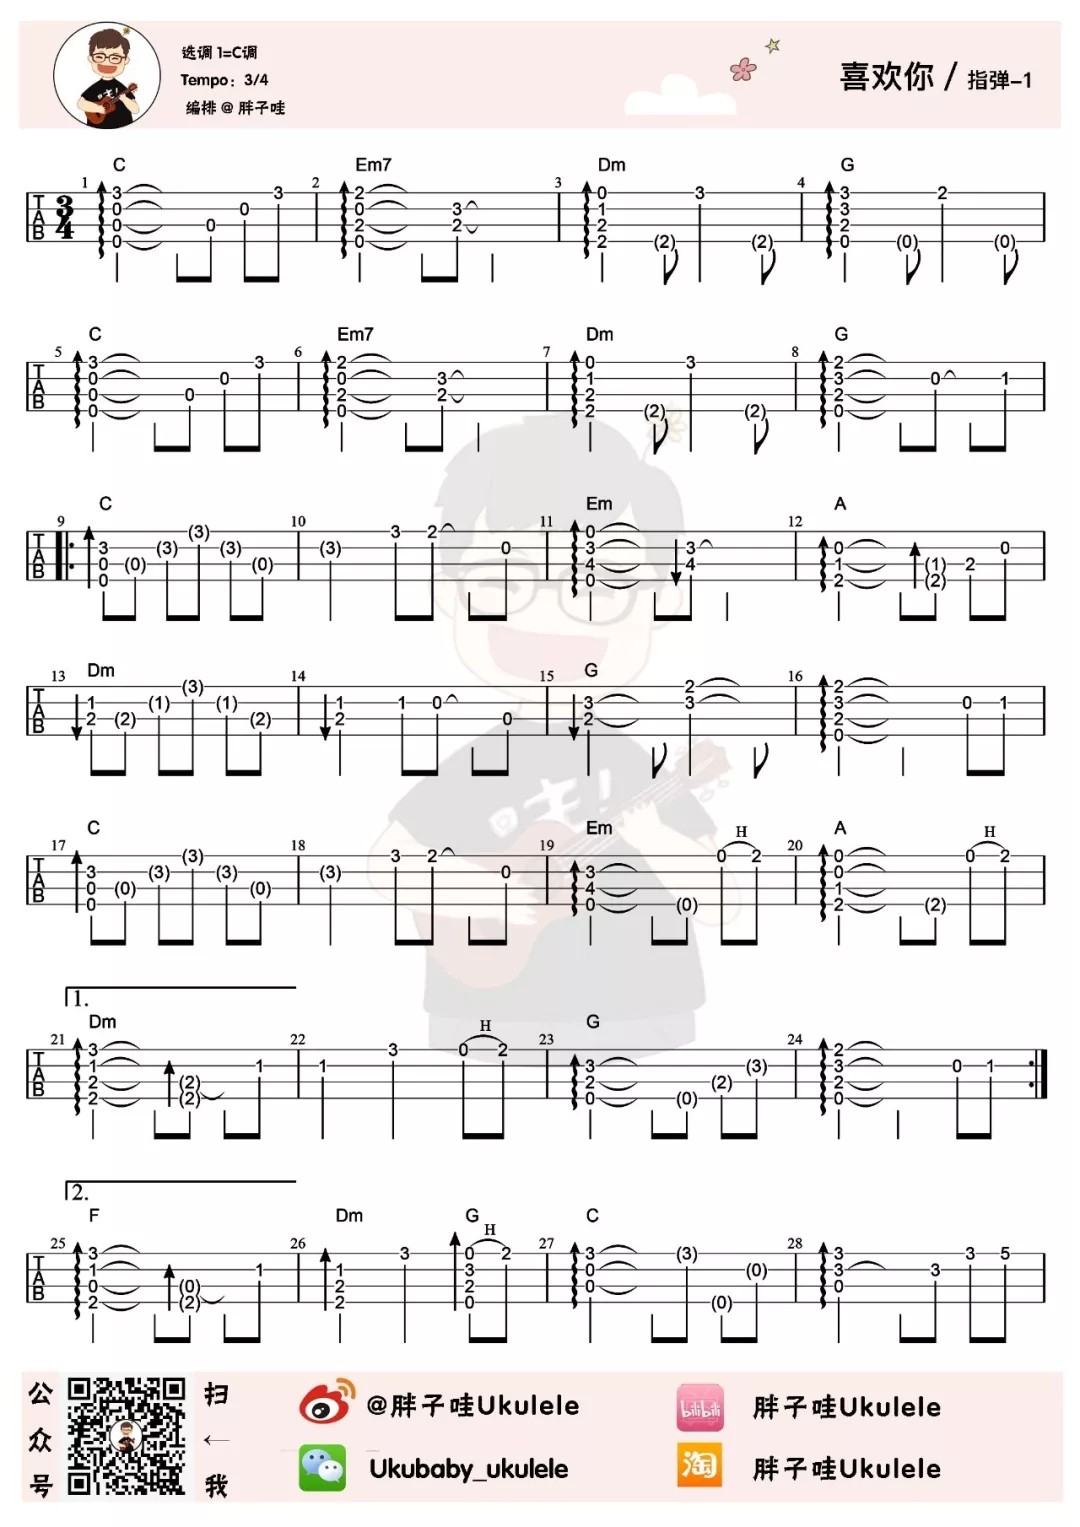 选调 1=C调
Tempo：3/4
编排 @ 胖子哇
喜欢你 / 指弹-1
C Em7 Dm G
1 2 3 4
T A B 3/4
3 0 0 0 0 0 3 2 0 2 0 3 2 0 1 2 2 (2) 3 (2) 3 3 2 0 (0) 2 (0)
C Em7 Dm G
5 6 7 8
T A B
3 0 0 0 0 0 3 2 0 2 0 3 2 0 1 2 2 (2) 3 (2) 2 3 2 0 0 1
C Em A
9 10 11 12
T A B
3 0 0 (0) (3) (3) (3) (0) (3) 3 2 0 0 3 4 0 3 4 0 1 2 (1) (2) 2 0
Dm G
13 14 15 16
T A B
1 2 (2) (1) (3) (1) (2) 1 2 1 0 0 3 2 2 3 2 3 2 0 0 1
C Em H A H
17 18 19 20
T A B
3 0 0 (0) (3) (3) (3) (0) (3) 3 2 0 3 4 0 (0) 0 2 0 0 1 2 (2) 0 2
1.
Dm H G
21 22 23 24
T A B
3 1 2 2 (2) (2) 1 1 3 0 2 3 2 0 (0) (2) (3) 2 3 2 0 0 1
2.
F Dm G H C
25 26 27 28
T A B
3 1 0 2 (0) (2) 1 1 2 2 3 0 3 2 0 2 3 0 0 (3) (0) (0) 3 3 0 3 3 5
公众号
扫←我
@胖子哇Ukulele
bilibili 胖子哇Ukulele
Ukubaby_ukulele
淘 胖子哇Ukulele
哇!